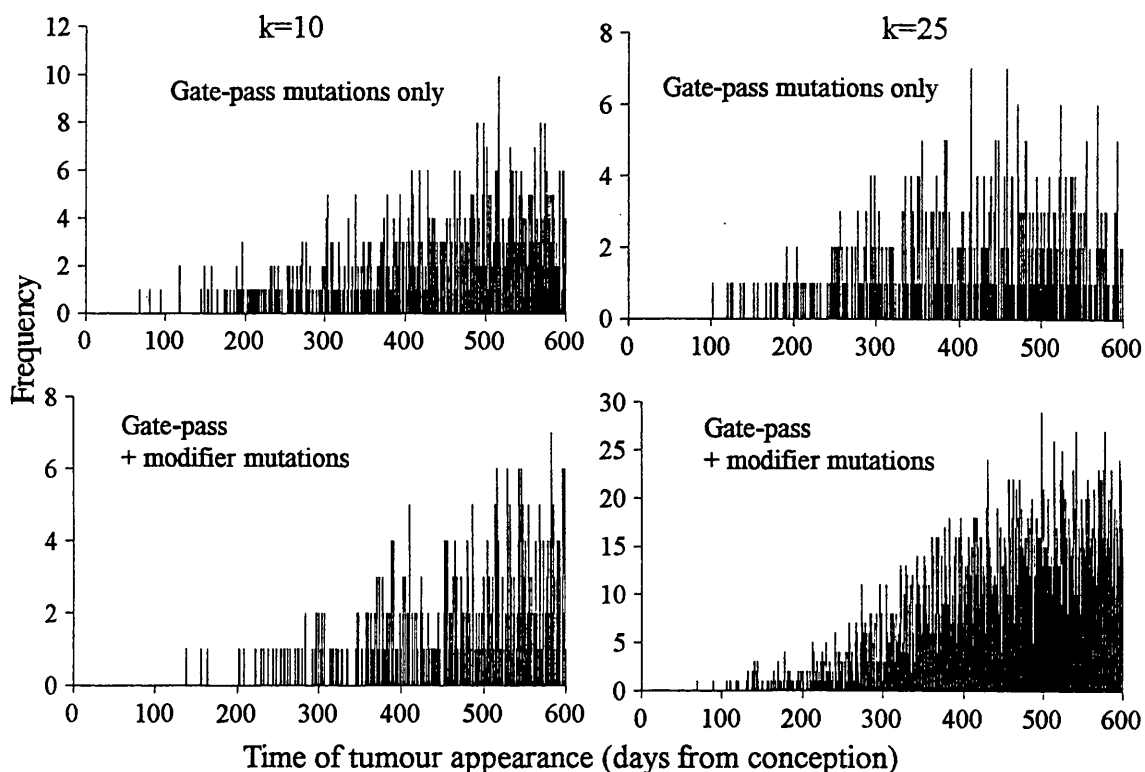 k=10
k=25
12
10
8
6
4
2
0
Gate-pass mutations only
0 100 200 300 400 500 600
8
6
4
2
0
Gate-pass mutations only
0 100 200 300 400 500 600
Frequency
8
6
4
2
0
Gate-pass
+ modifier mutations
0 100 200 300 400 500 600
30
25
20
15
10
5
0
Gate-pass
+ modifier mutations
0 100 200 300 400 500 600
Time of tumour appearance (days from conception)